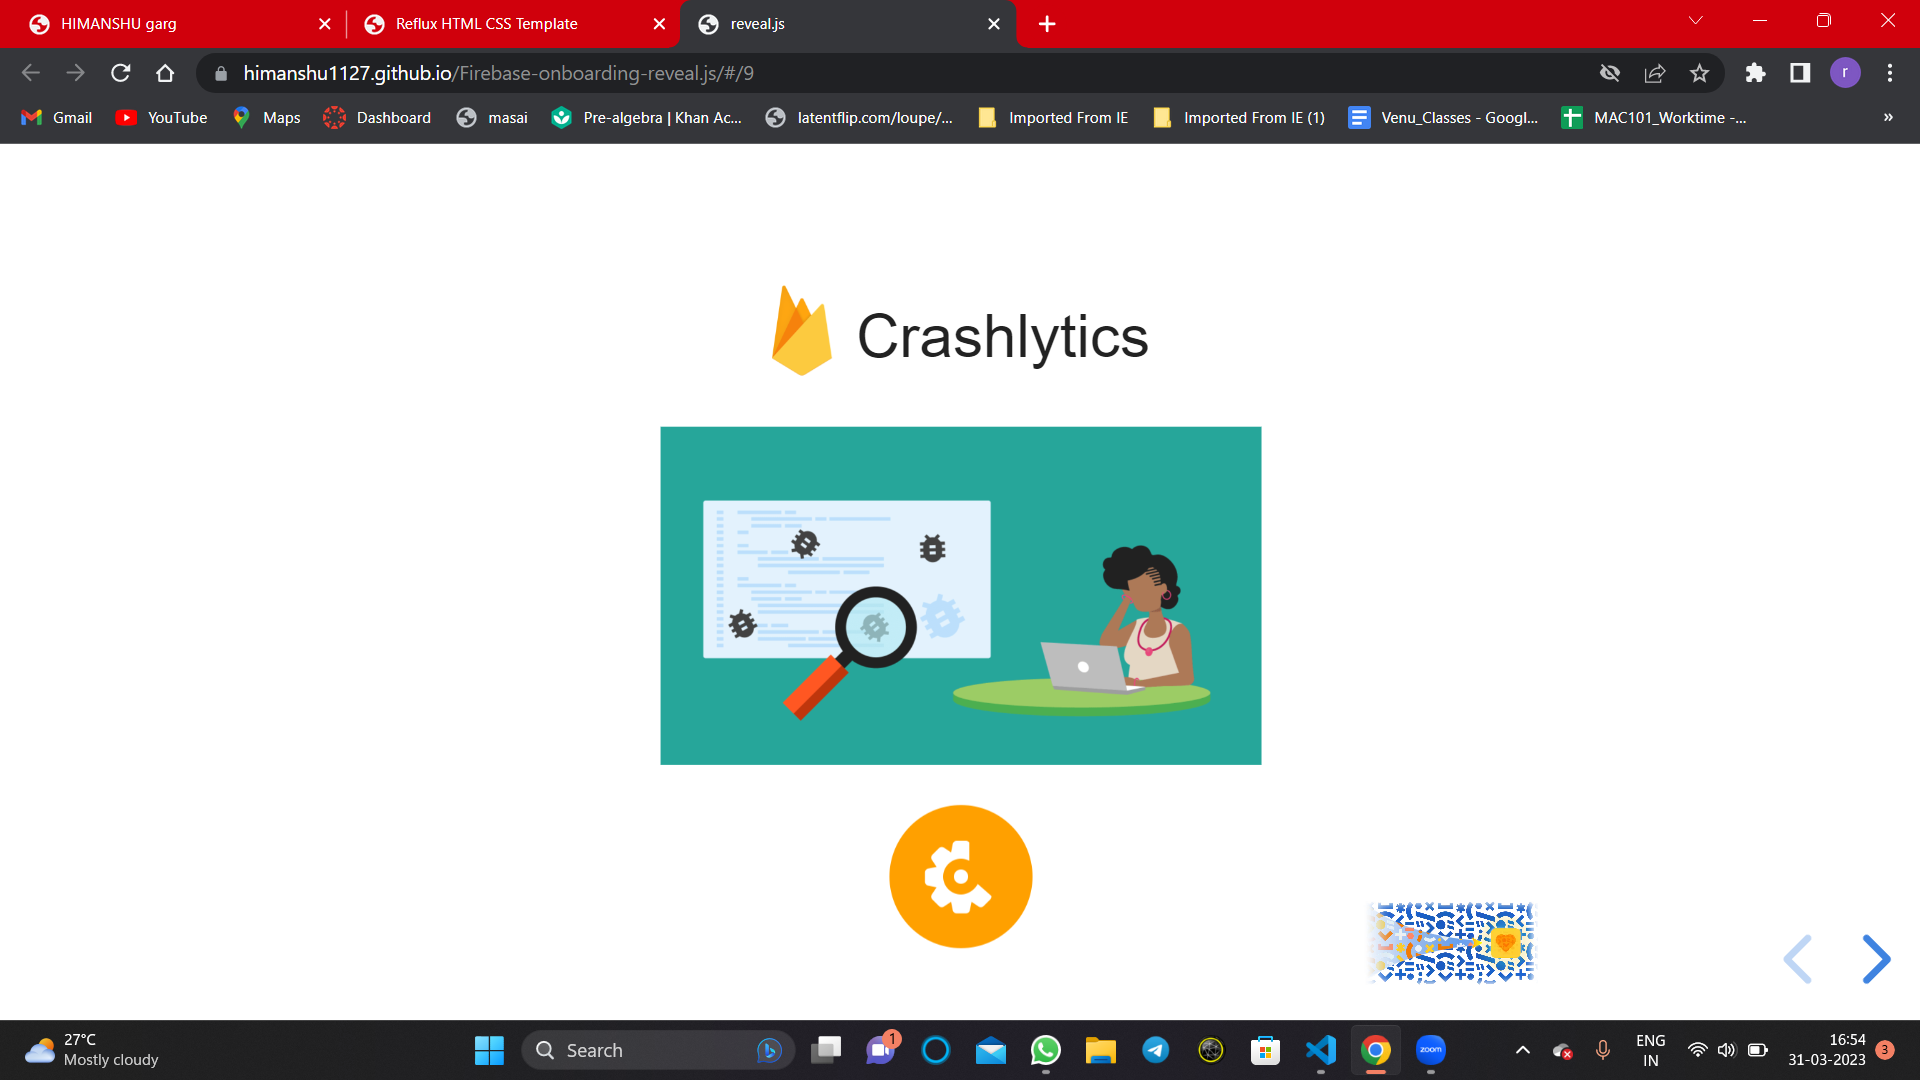 HIMANSHU garg
Reflux HTML CSS Template
reveal.js
himanshu1127.github.io/Firebase-onboarding-reveal.js/#/9
r
Gmail
YouTube
Maps
Dashboard
masai
Pre-algebra | Khan Ac...
latentflip.com/loupe/...
Imported From IE
Imported From IE (1)
Venu_Classes - Googl...
MAC101_Worktime -...
»
Crashlytics
27°C
Mostly cloudy
Search
1
zoom
ENG
IN
16:54
31-03-2023
3